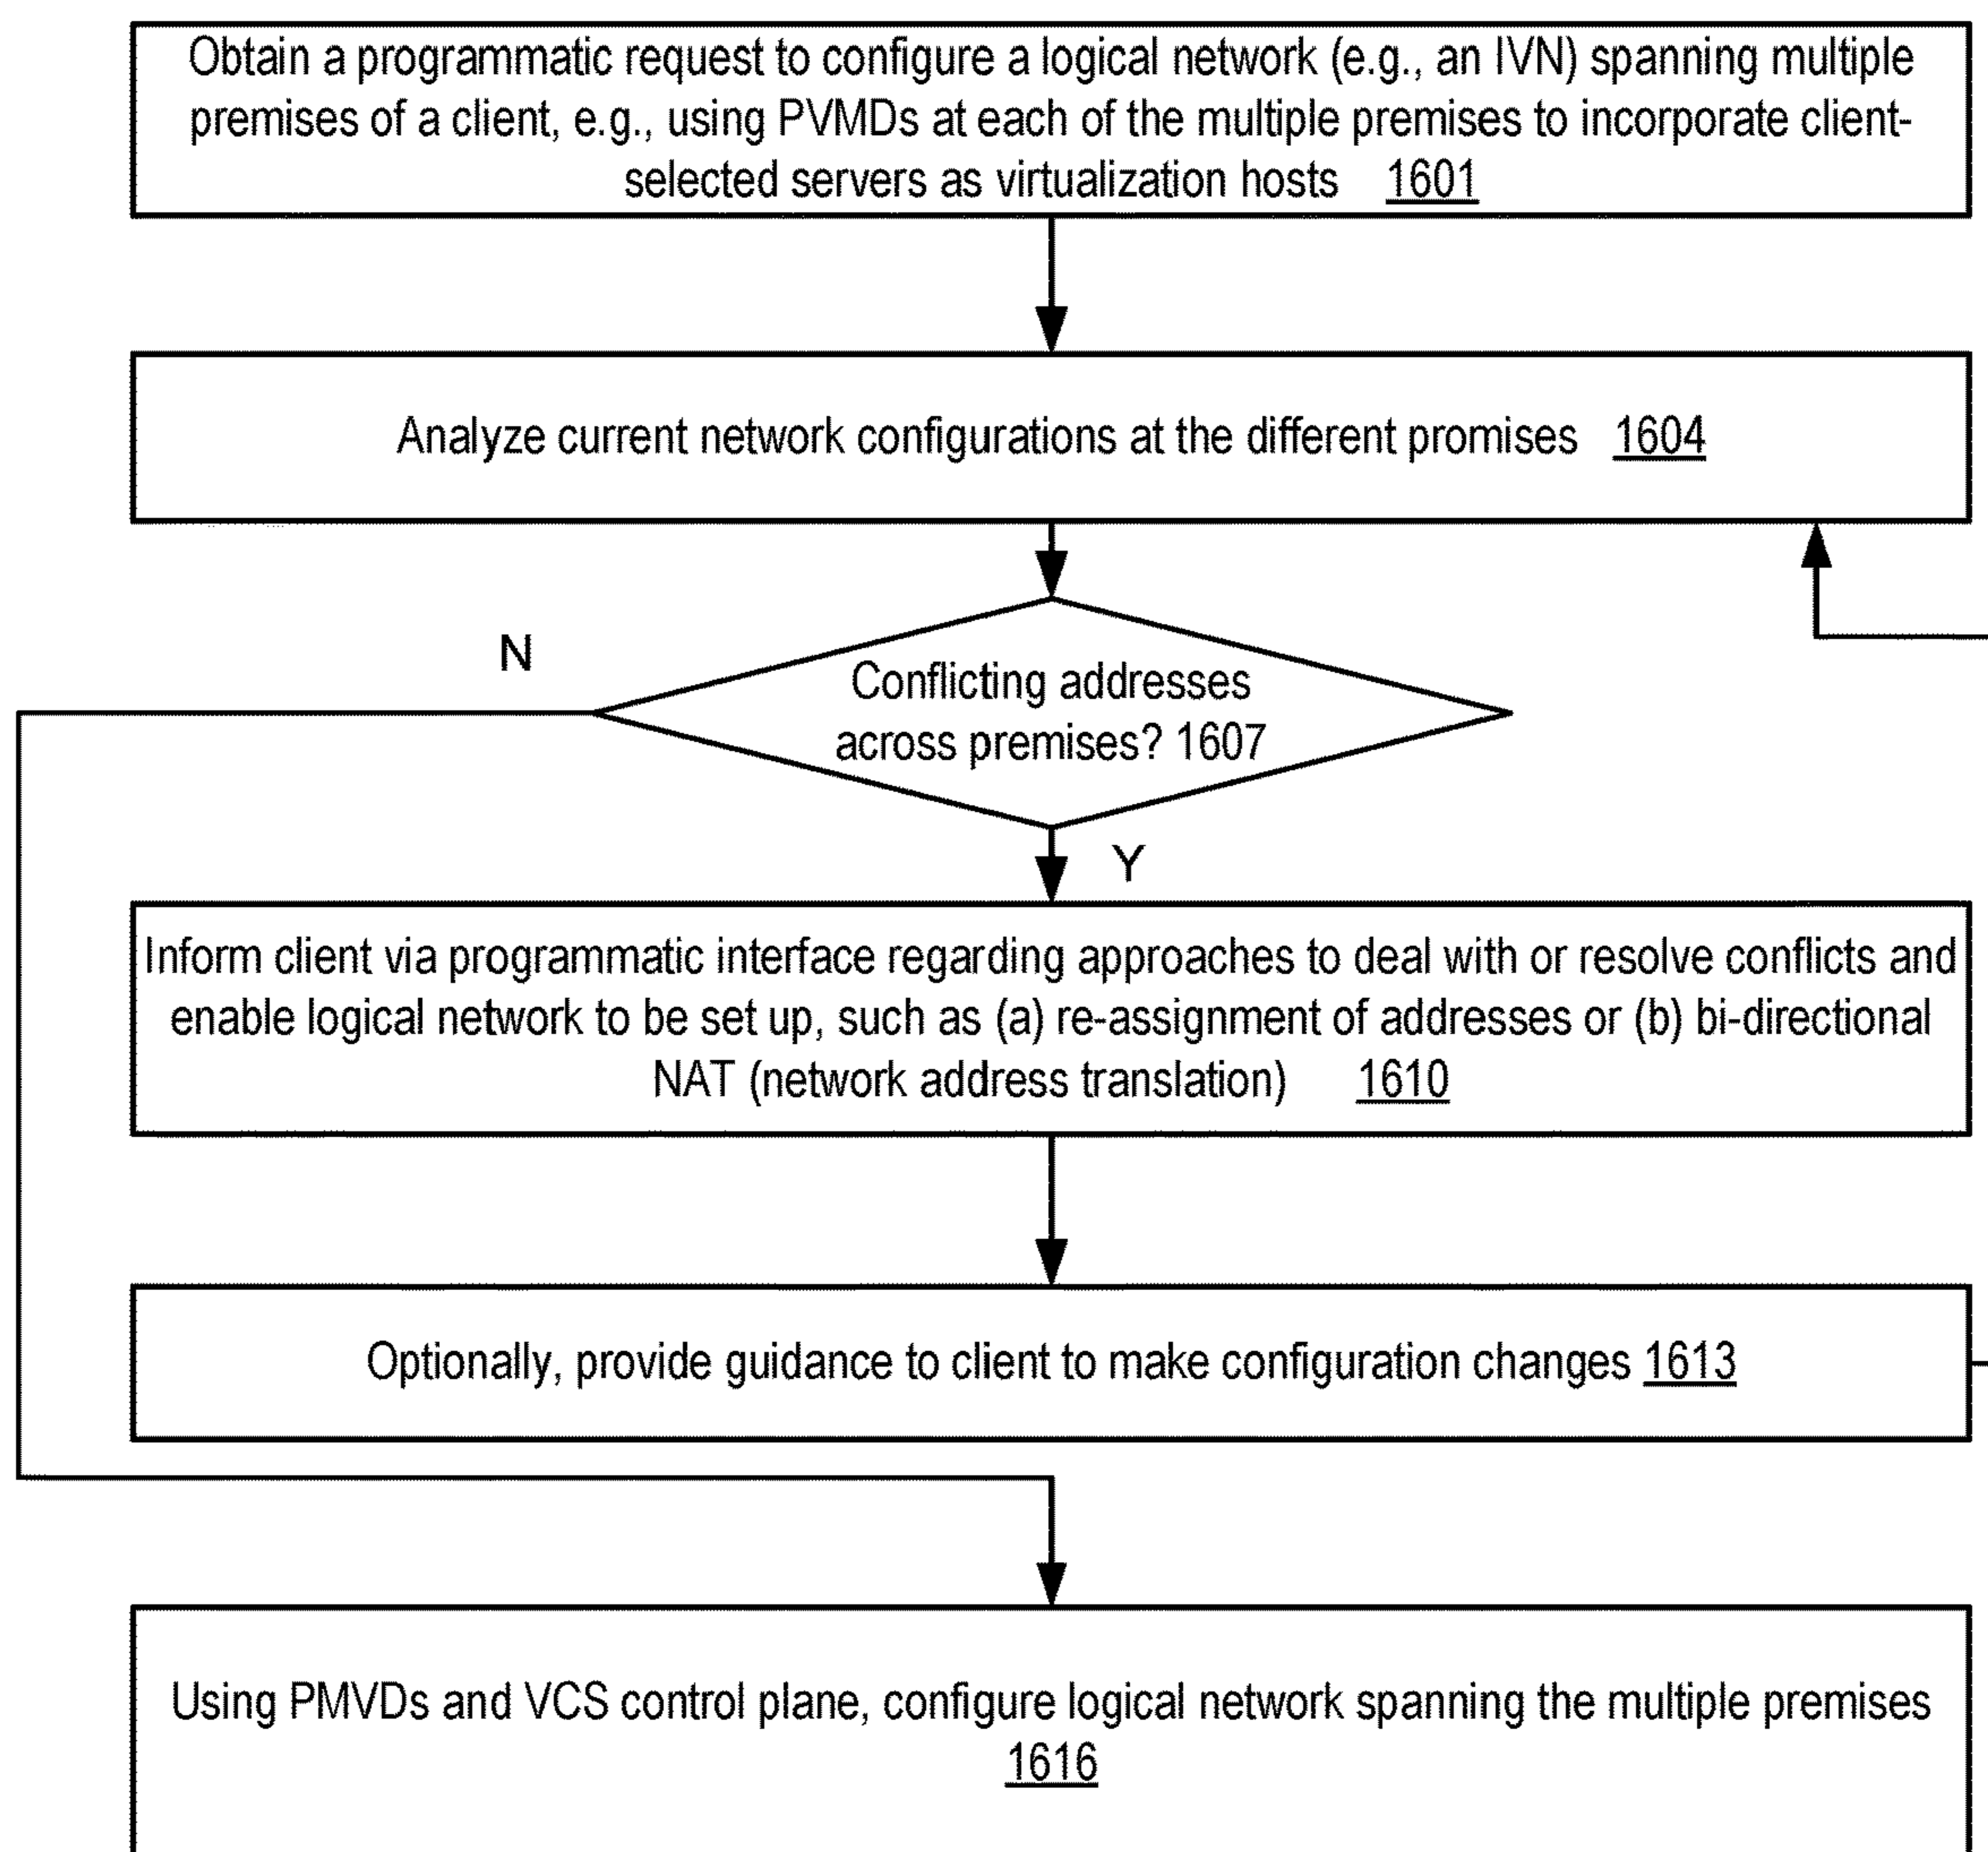 Obtain a programmatic request to configure a logical network (e.g., an IVN) spanning multiple
premises of a client, e.g., using PVMDs at each of the multiple premises to incorporate client-
selected servers as virtualization hosts 1601
Analyze current network configurations at the different promises 1604
N
Conflicting addresses
across premises? 1607
Y
Inform client via programmatic interface regarding approaches to deal with or resolve conflicts and
enable logical network to be set up, such as (a) re-assignment of addresses or (b) bi-directional
NAT (network address translation) 1610
Optionally, provide guidance to client to make configuration changes 1613
Using PMVDs and VCS control plane, configure logical network spanning the multiple premises
1616